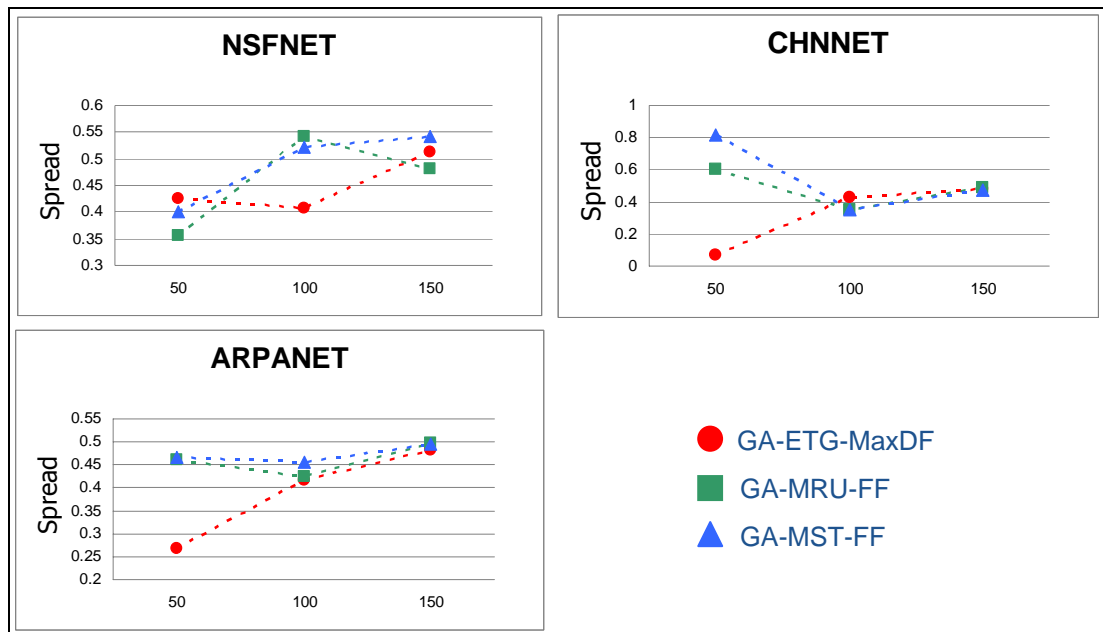 NSFNET
Spread
0.6
0.55
0.5
0.45
0.4
0.35
0.3
50 100 150
CHNNET
Spread
1
0.8
0.6
0.4
0.2
0
50 100 150
ARPANET
Spread
0.55
0.5
0.45
0.4
0.35
0.3
0.25
0.2
50 100 150
GA-ETG-MaxDF
GA-MRU-FF
GA-MST-FF